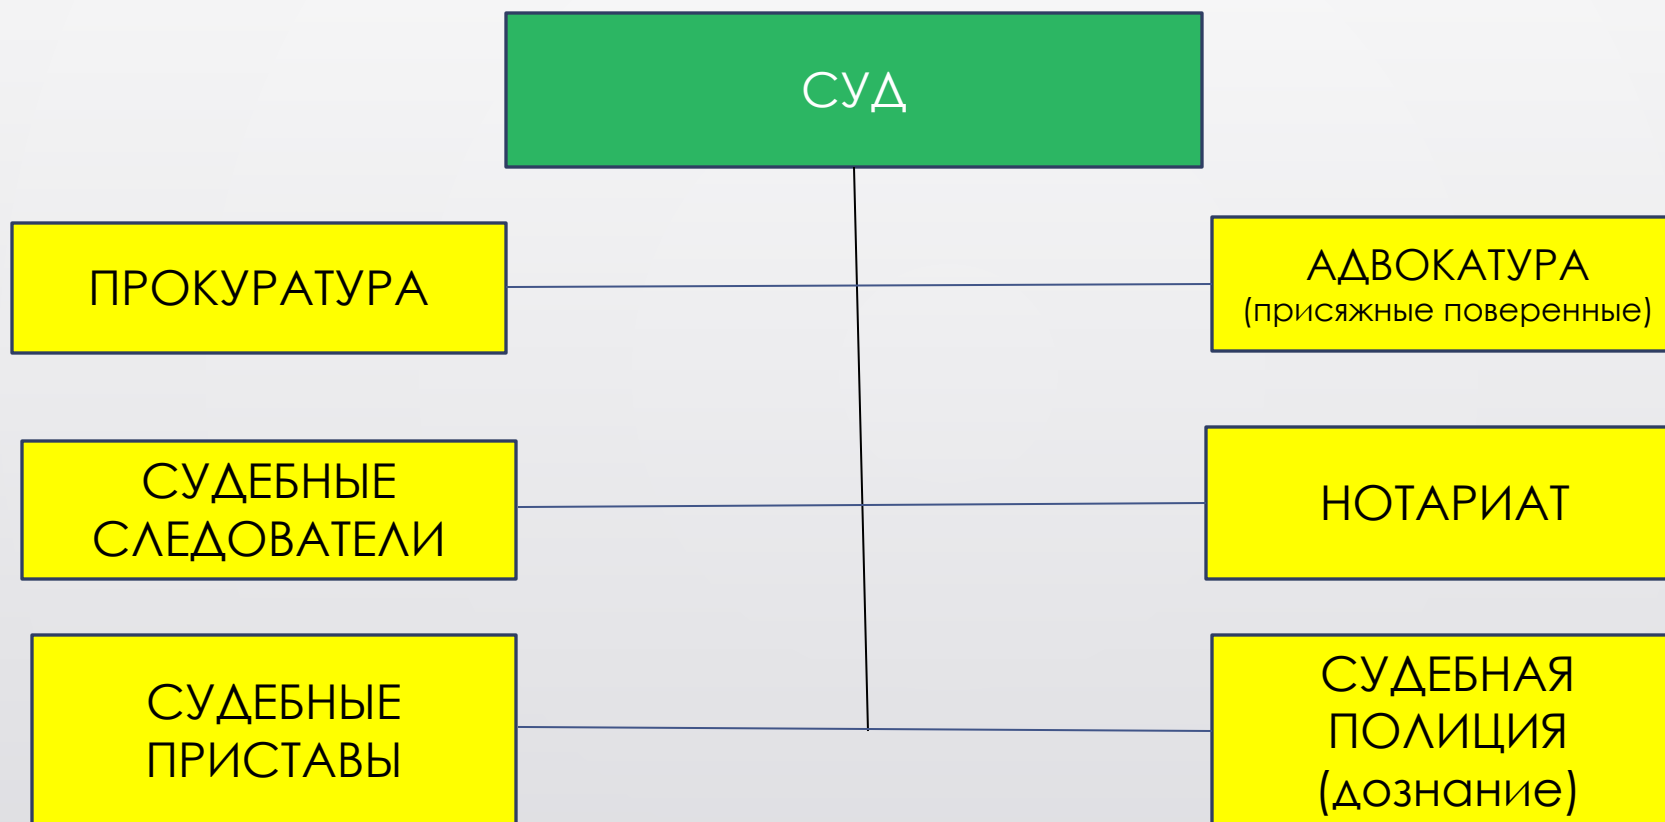 СУД
ПРОКУРАТУРА
АДВОКАТУРА
(присяжные поверенные)
СУДЕБНЫЕ
СЛЕДОВАТЕЛИ
НОТАРИАТ
СУДЕБНЫЕ
ПРИСТАВЫ
СУДЕБНАЯ
ПОЛИЦИЯ
(дознание)